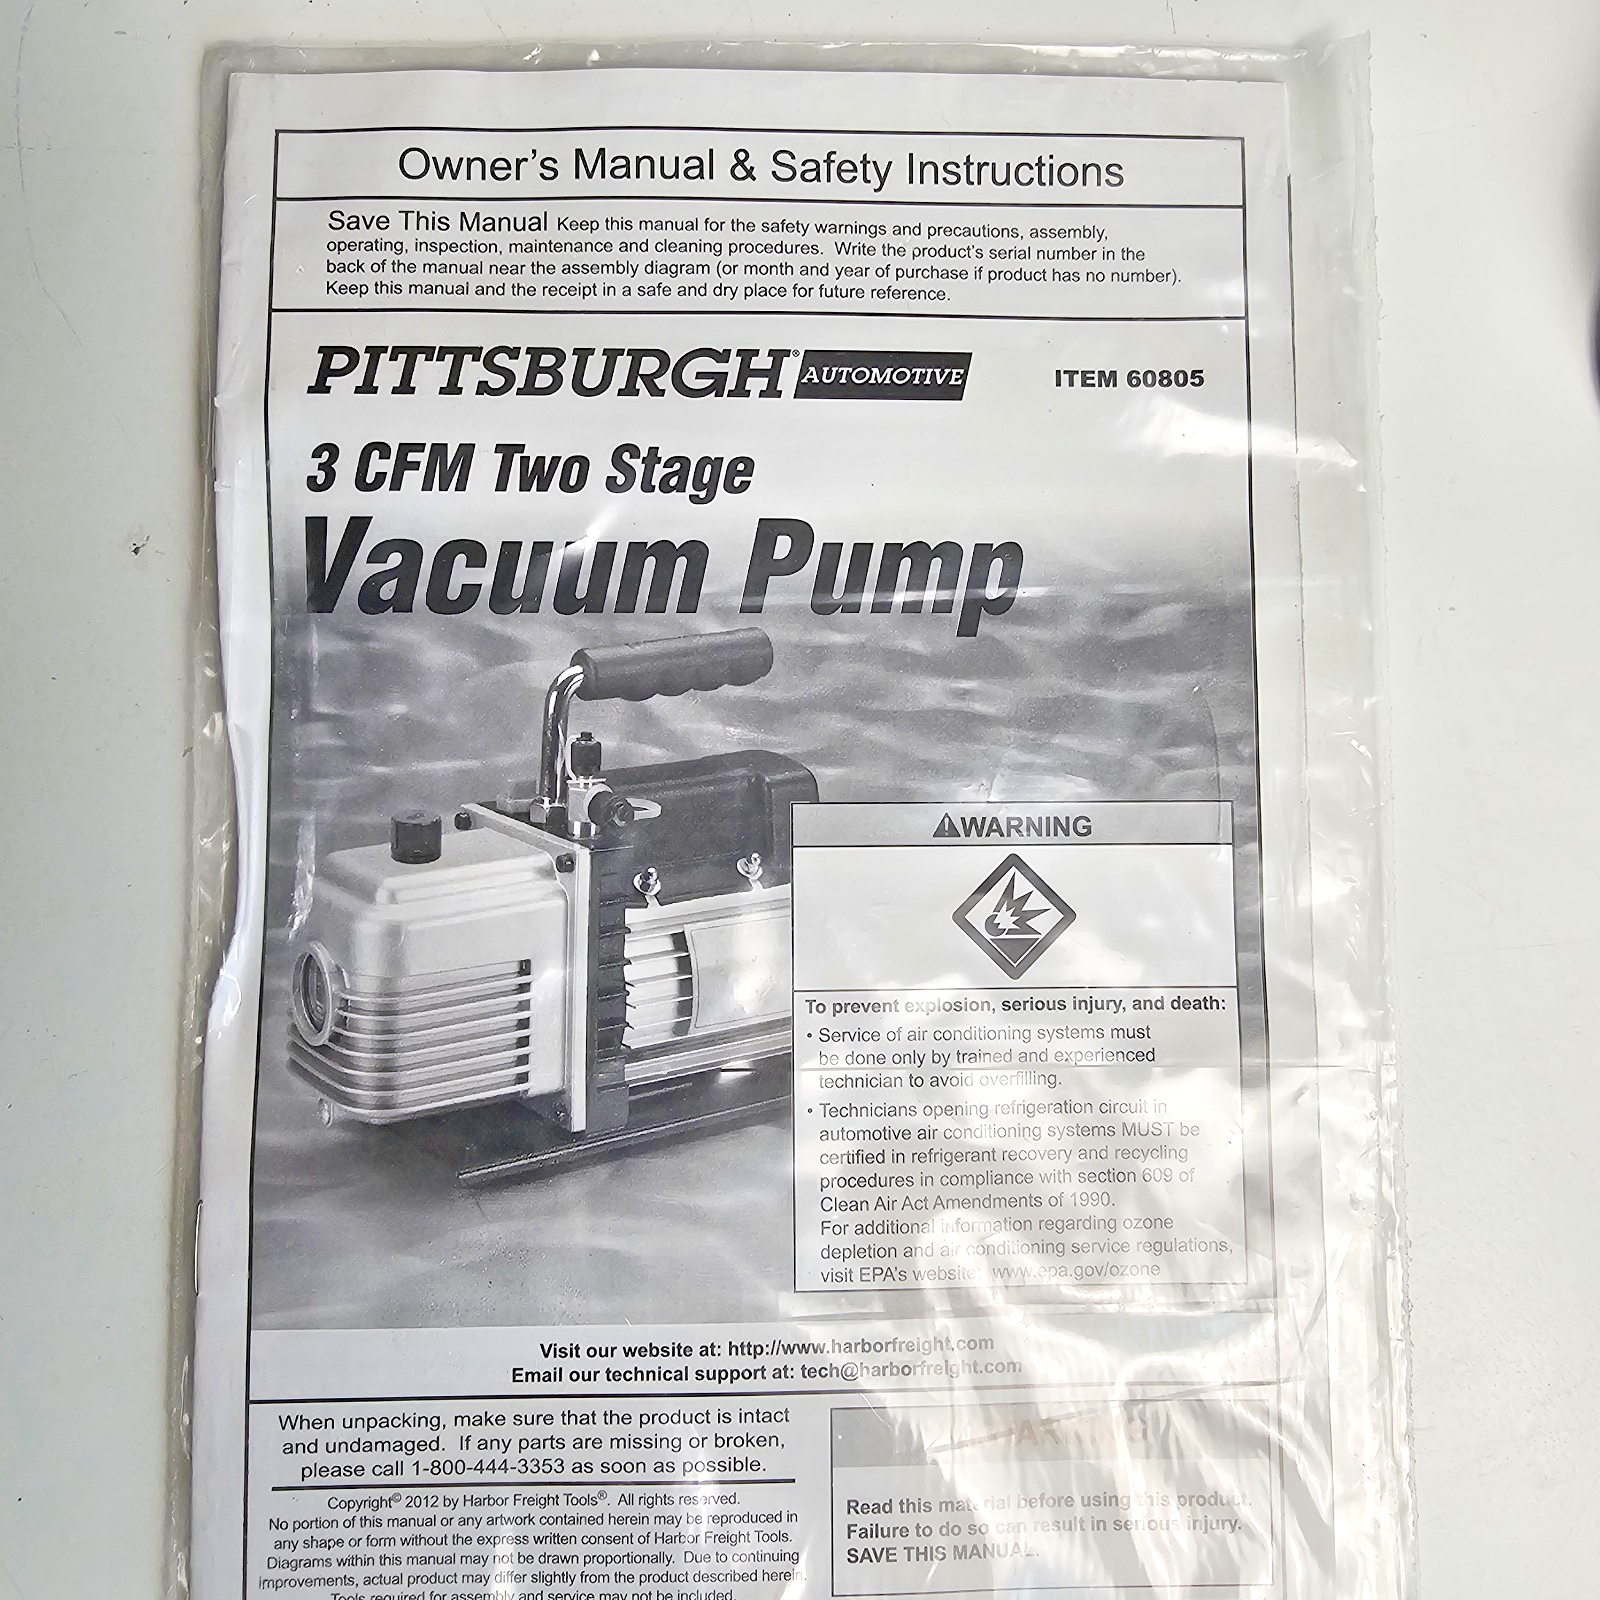 Owner's Manual & Safety Instructions
Save This Manual Keep this manual for the safety warnings and precautions, assembly,
operating, inspection, maintenance and cleaning procedures. Write the product's serial number in the
back of the manual near the assembly diagram (or month and year of purchase if product has no number).
Keep this manual and the receipt in a safe and dry place for future reference.
PITTSBURGH® AUTOMOTIVE
ITEM 60805
3 CFM Two Stage
Vacuum Pump
⚠WARNING
To prevent explosion, serious injury, and death:
• Service of air conditioning systems must
be done only by trained and experienced
technician to avoid overfilling.
• Technicians opening refrigeration circuit in
automotive air conditioning systems MUST be
certified in refrigerant recovery and recycling
procedures in compliance with section 609 of
Clean Air Act Amendments of 1990.
For additional information regarding ozone
depletion and air conditioning service regulations,
visit EPA's website: www.epa.gov/ozone
Visit our website at: http://www.harborfreight.com
Email our technical support at: tech@harborfreight.com
When unpacking, make sure that the product is intact
and undamaged. If any parts are missing or broken,
please call 1-800-444-3353 as soon as possible.
Copyright© 2012 by Harbor Freight Tools®. All rights reserved.
No portion of this manual or any artwork contained herein may be reproduced in
any shape or form without the express written consent of Harbor Freight Tools.
Diagrams within this manual may not be drawn proportionally. Due to continuing
improvements, actual product may differ slightly from the product described herein.
Tools required for assembly and service may not be included.
Read this material before using this product.
Failure to do so can result in serious injury.
SAVE THIS MANUAL.